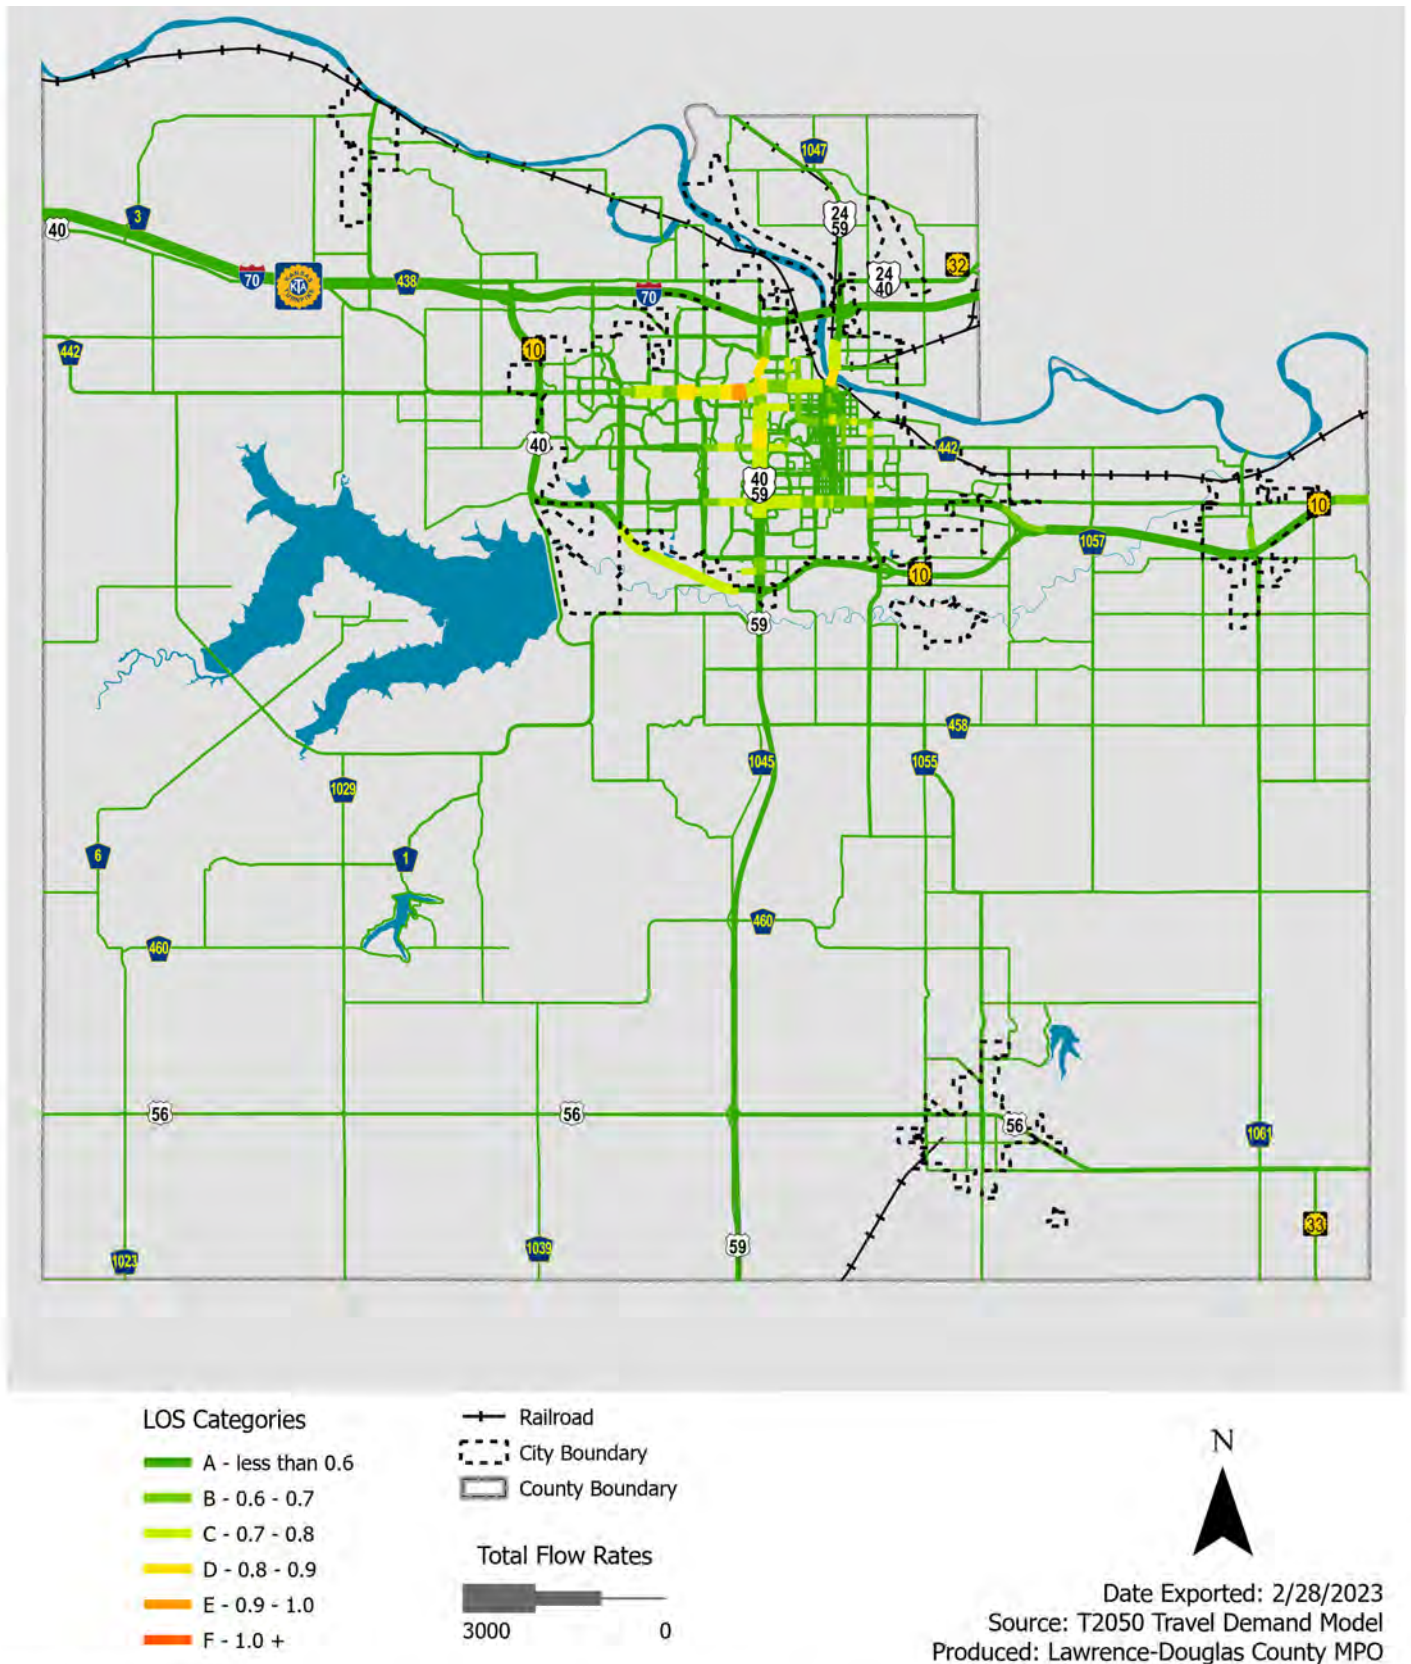 1047
3
40
24
59
32
24
40
70
KANSAS
KTA
TURNPIKE
438
70
10
442
40
442
40
59
10
1057
10
59
458
1045
1055
1029
6
1
460
460
56
56
56
1061
33
1023
1039
59
LOS Categories
A - less than 0.6
B - 0.6 - 0.7
C - 0.7 - 0.8
D - 0.8 - 0.9
E - 0.9 - 1.0
F - 1.0 +
Railroad
City Boundary
County Boundary
Total Flow Rates
3000 0
N
Date Exported: 2/28/2023
Source: T2050 Travel Demand Model
Produced: Lawrence-Douglas County MPO